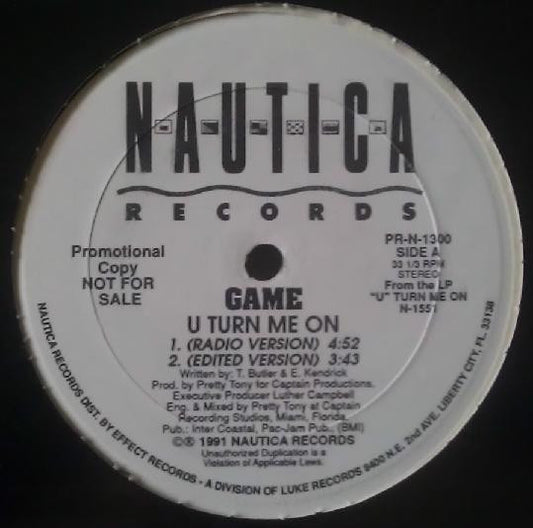 NAUTICA
RECORDS
Promotional
Copy
NOT FOR
SALE
PR-N-1300
SIDE A
33 1/3 RPM
STEREO
From the LP
"U" TURN ME ON
N-1551
GAME
U TURN ME ON
1. (RADIO VERSION) 4:52
2. (EDITED VERSION) 3:43
Written by: T. Butler & E. Kendrick
Prod. by Pretty Tony for Captain Productions.
Executive Producer Luther Campbell
Eng. & Mixed by Pretty Tony at Captain
Recording Studios, Miami, Florida.
Pub.: Inter Coastal, Pac-Jam Pub., (BMI)
©® 1991 NAUTICA RECORDS
Unauthorized Duplication is a
Violation of Applicable Laws.
NAUTICA RECORDS DIST. BY EFFECT RECORDS - A DIVISION OF LUKE RECORDS 8400 N.E. 2nd AVE. LIBERTY CITY, FL. 33138